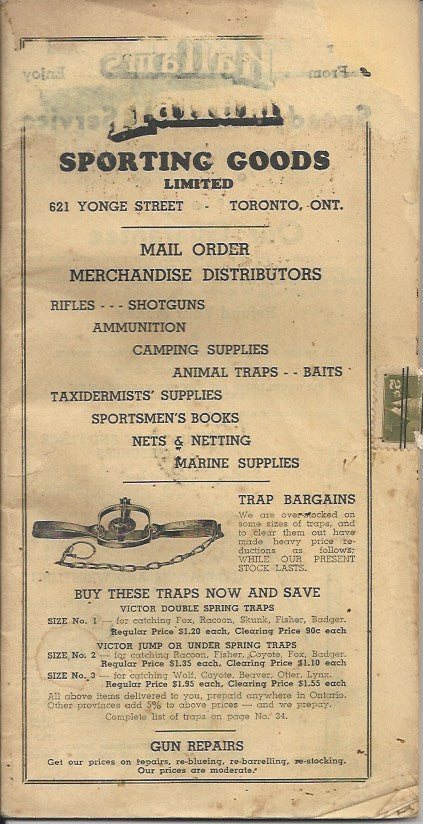 Hallam
SPORTING GOODS
LIMITED
621 YONGE STREET - TORONTO, ONT.
MAIL ORDER
MERCHANDISE DISTRIBUTORS
RIFLES - - - SHOTGUNS
AMMUNITION
CAMPING SUPPLIES
ANIMAL TRAPS - - BAITS
TAXIDERMISTS' SUPPLIES
SPORTSMEN'S BOOKS
NETS & NETTING
MARINE SUPPLIES
TRAP BARGAINS
We are overstocked on
some sizes of traps, and
to clear them out have
made heavy price re-
ductions as follows;
WHILE OUR PRESENT
STOCK LASTS.
BUY THESE TRAPS NOW AND SAVE
VICTOR DOUBLE SPRING TRAPS
SIZE No. 1 — for catching Fox, Racoon, Skunk, Fisher, Badger.
Regular Price $1.20 each, Clearing Price 90c each
VICTOR JUMP OR UNDER SPRING TRAPS
SIZE No. 2 — for catching Racoon, Fisher, Coyote, Fox, Badger.
Regular Price $1.35 each, Clearing Price $1.10 each
SIZE No. 3 — for catching Wolf, Coyote, Beaver, Otter, Lynx.
Regular Price $1.95 each, Clearing Price $1.55 each
All above items delivered to you, prepaid anywhere in Ontario.
Other provinces add 5% to above prices — and we prepay.
Complete list of traps on page No. 34.
GUN REPAIRS
Get our prices on repairs, re-blueing, re-barrelling, re-stocking.
Our prices are moderate.